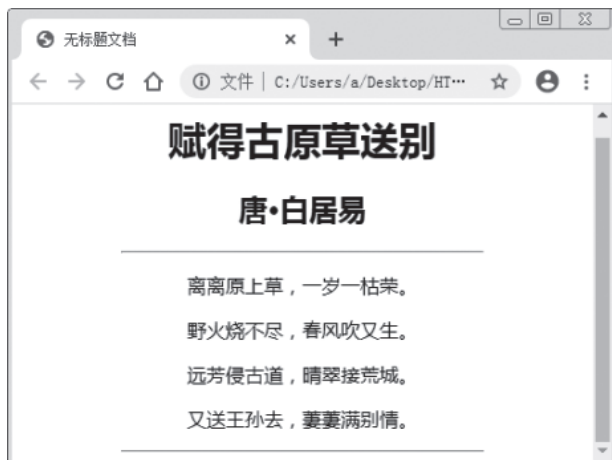 无标题文档
文件 | C:/Users/a/Desktop/HT…
赋得古原草送别
唐•白居易
离离原上草，一岁一枯荣。
野火烧不尽，春风吹又生。
远芳侵古道，晴翠接荒城。
又送王孙去，萋萋满别情。